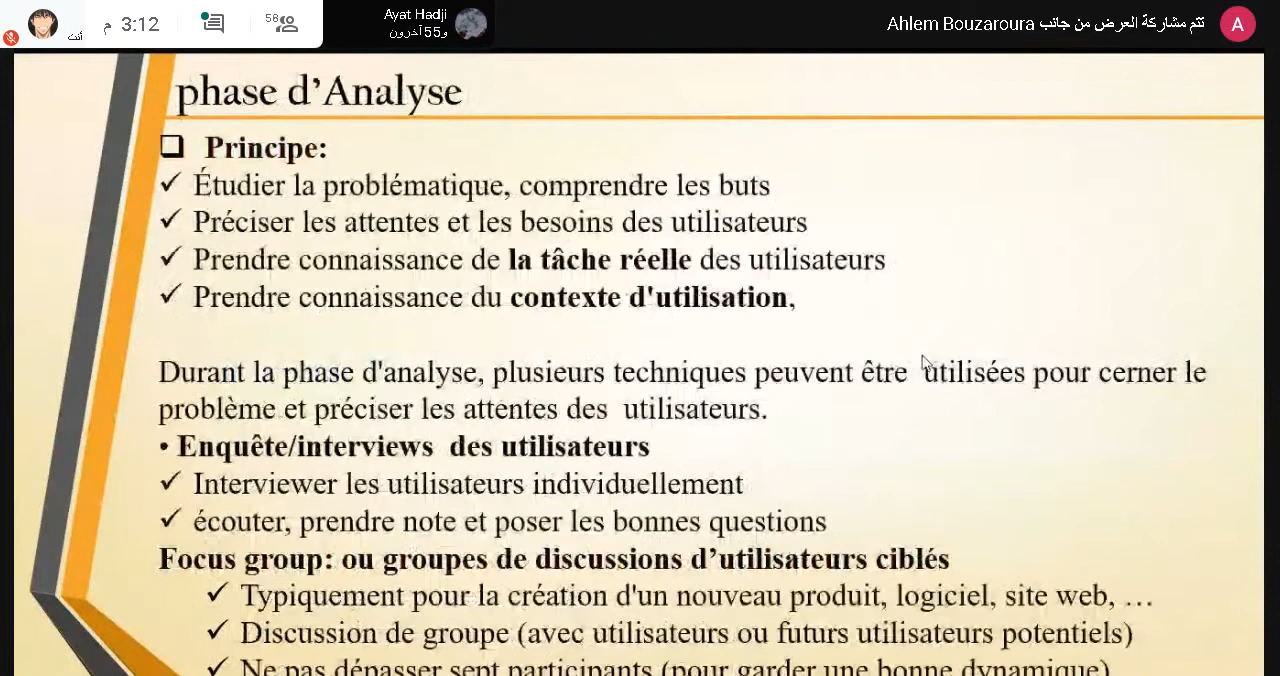 أنت
3:12 م
58
Ayat Hadji
و55 آخرون
تتم مشاركة العرض من جانب Ahlem Bouzaroura
A
phase d’Analyse
❑ Principe:
✓ Étudier la problématique, comprendre les buts
✓ Préciser les attentes et les besoins des utilisateurs
✓ Prendre connaissance de la tâche réelle des utilisateurs
✓ Prendre connaissance du contexte d'utilisation,
Durant la phase d'analyse, plusieurs techniques peuvent être utilisées pour cerner le
problème et préciser les attentes des utilisateurs.
• Enquête/interviews des utilisateurs
✓ Interviewer les utilisateurs individuellement
✓ écouter, prendre note et poser les bonnes questions
Focus group: ou groupes de discussions d’utilisateurs ciblés
✓ Typiquement pour la création d'un nouveau produit, logiciel, site web, …
✓ Discussion de groupe (avec utilisateurs ou futurs utilisateurs potentiels)
✓ Ne pas dépasser sept participants (pour garder une bonne dynamique)